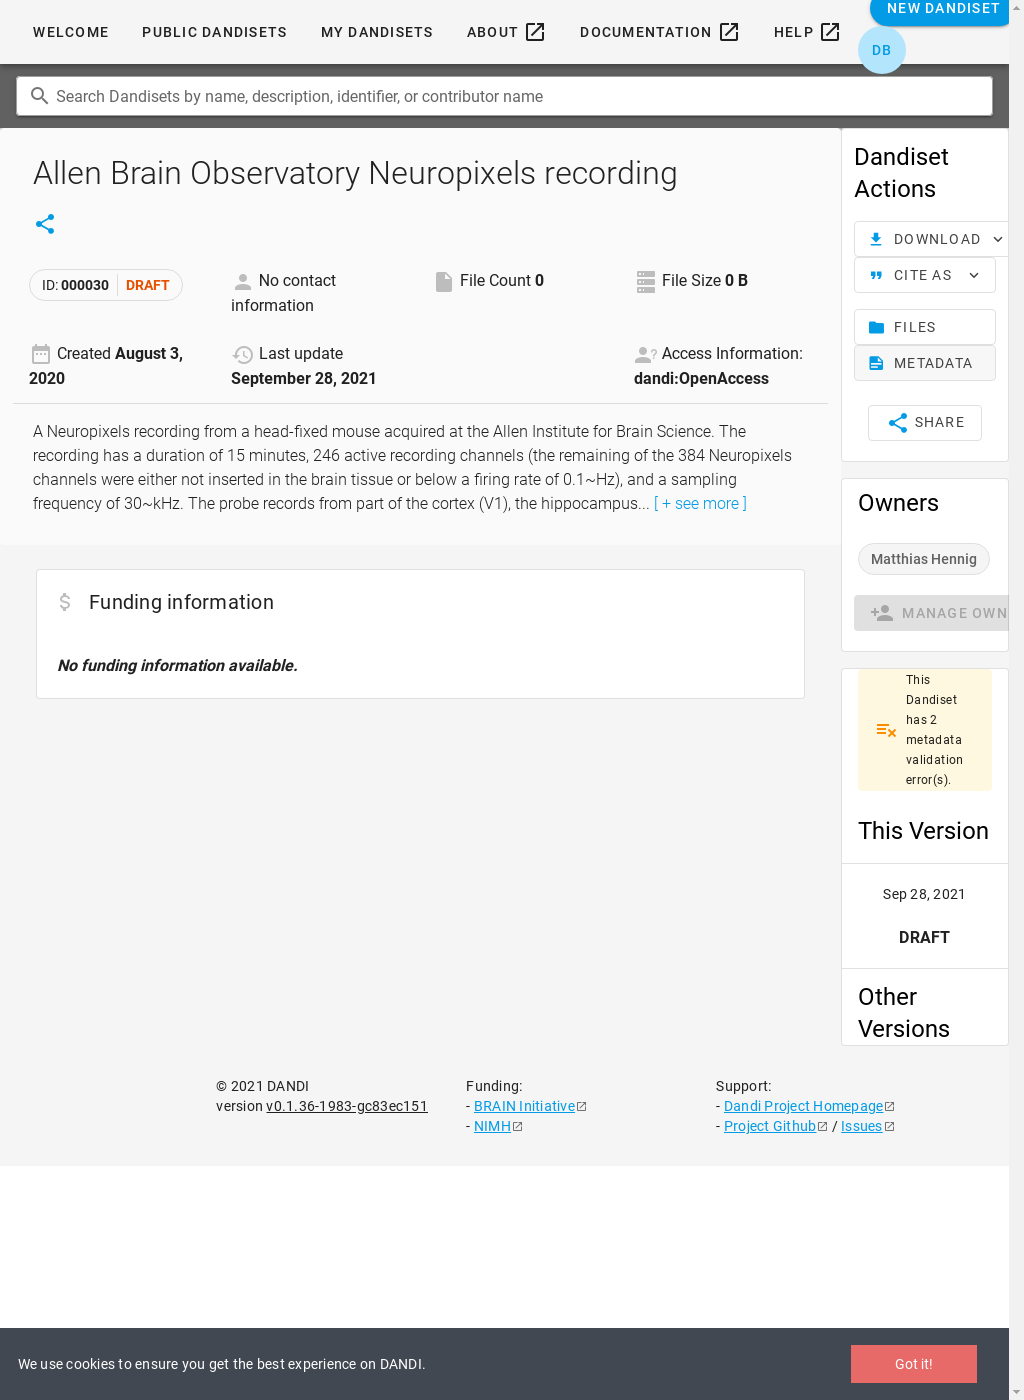 WELCOME PUBLIC DANDISETS MY DANDISETS ABOUT DOCUMENTATION HELP NEW DANDISET
DB
Search Dandisets by name, description, identifier, or contributor name
Allen Brain Observatory Neuropixels recording
ID: 000030 DRAFT
No contact
information
File Count 0
File Size 0 B
Created August 3,
2020
Last update
September 28, 2021
Access Information:
dandi:OpenAccess
A Neuropixels recording from a head-fixed mouse acquired at the Allen Institute for Brain Science. The
recording has a duration of 15 minutes, 246 active recording channels (the remaining of the 384 Neuropixels
channels were either not inserted in the brain tissue or below a firing rate of 0.1~Hz), and a sampling
frequency of 30~kHz. The probe records from part of the cortex (V1), the hippocampus... [ + see more ]
Funding information
No funding information available.
Dandiset
Actions
DOWNLOAD
CITE AS
FILES
METADATA
SHARE
Owners
Matthias Hennig
MANAGE OWN
This
Dandiset
has 2
metadata
validation
error(s).
This Version
Sep 28, 2021
DRAFT
Other
Versions
© 2021 DANDI
version v0.1.36-1983-gc83ec151
Funding:
- BRAIN Initiative
- NIMH
Support:
- Dandi Project Homepage
- Project Github / Issues
We use cookies to ensure you get the best experience on DANDI.
Got it!